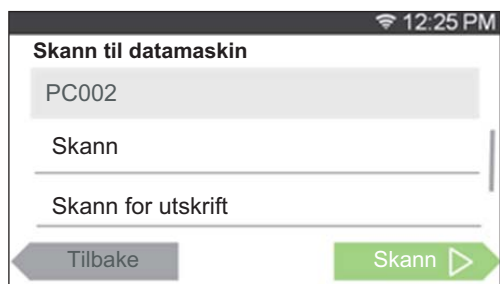 12:25 PM
Skann til datamaskin
PC002
Skann
Skann for utskrift
Tilbake
Skann